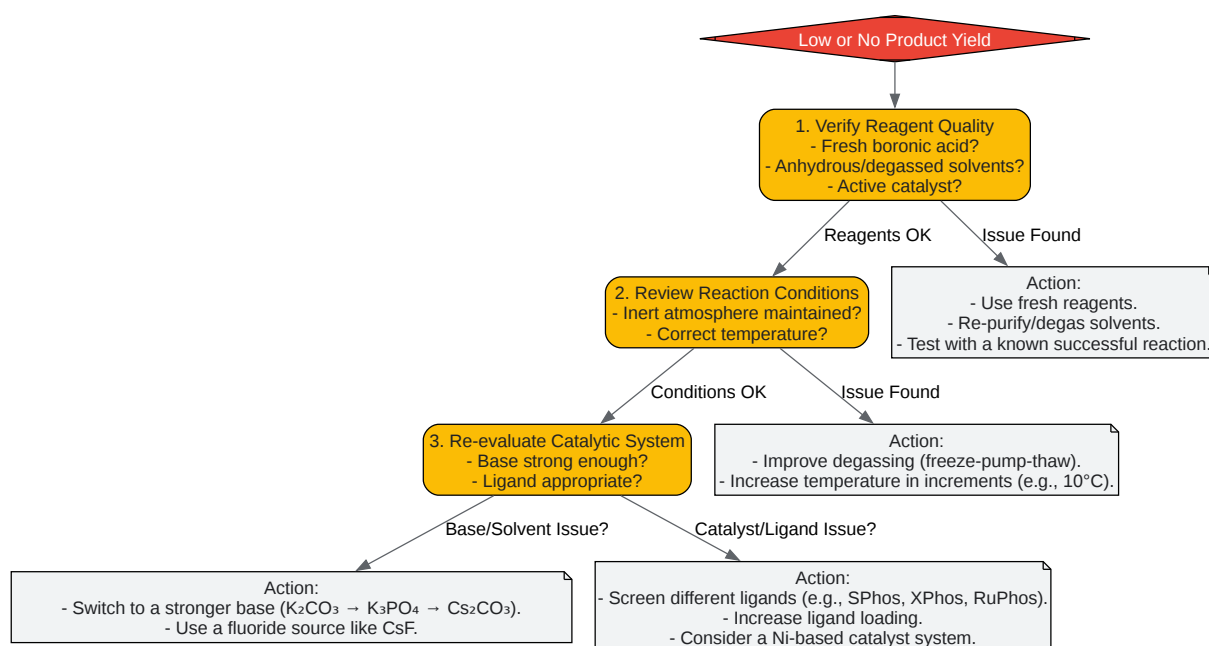 Low or No Product Yield
1. Verify Reagent Quality
- Fresh boronic acid?
- Anhydrous/degassed solvents?
- Active catalyst?
Reagents OK
Issue Found
2. Review Reaction Conditions
- Inert atmosphere maintained?
- Correct temperature?
Action:
- Use fresh reagents.
- Re-purify/degas solvents.
- Test with a known successful reaction.
Conditions OK
Issue Found
3. Re-evaluate Catalytic System
- Base strong enough?
- Ligand appropriate?
Action:
- Improve degassing (freeze-pump-thaw).
- Increase temperature in increments (e.g., 10°C).
Base/Solvent Issue?
Catalyst/Ligand Issue?
Action:
- Switch to a stronger base (K₂CO₃ → K₃PO₄ → Cs₂CO₃).
- Use a fluoride source like CsF.
Action:
- Screen different ligands (e.g., SPhos, XPhos, RuPhos).
- Increase ligand loading.
- Consider a Ni-based catalyst system.